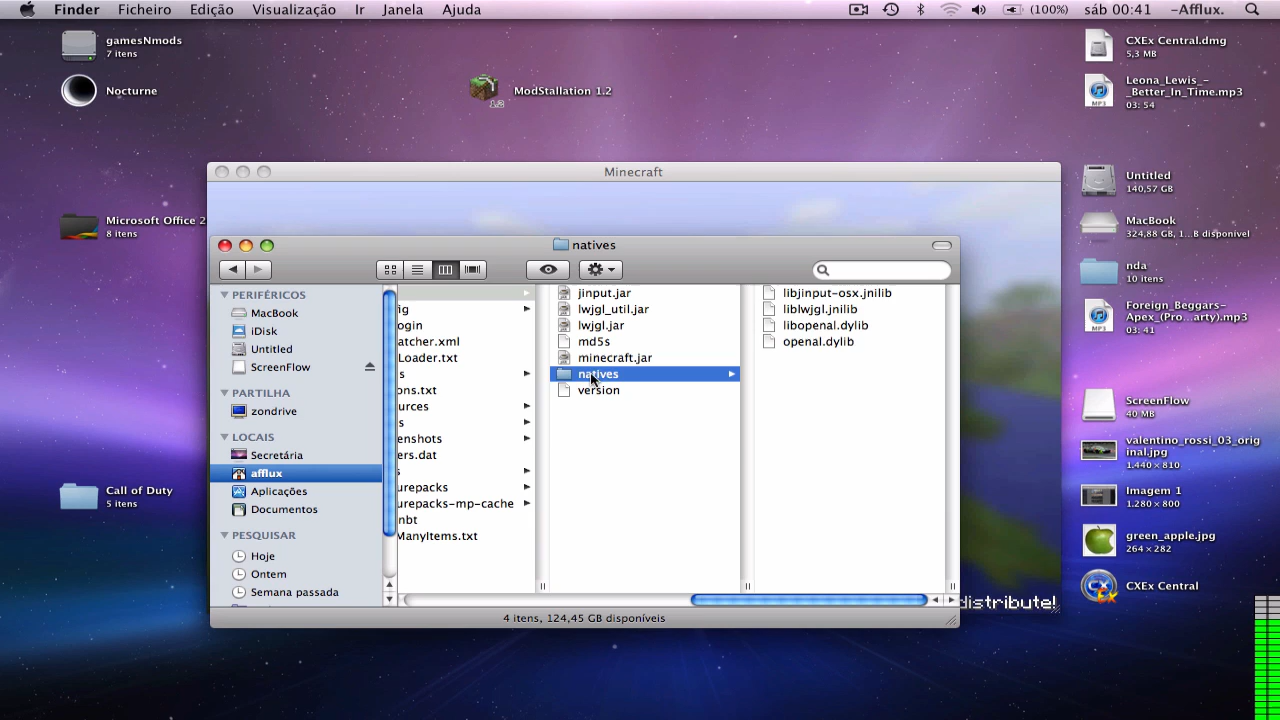 Finder Ficheiro Edição Visualização Ir Janela Ajuda (100%) sáb 00:41 -Afflux.
gamesNmods
7 itens
Nocturne
ModStallation 1.2
1.2
Microsoft Office 2
8 itens
Call of Duty
5 itens
CXEx Central.dmg
5,3 MB
Leona_Lewis_-
_Better_In_Time.mp3
03: 54
Untitled
140,57 GB
MacBook
324,88 GB, 1...B disponível
nda
10 itens
Foreign_Beggars_-
Apex_(Pro...arty).mp3
03: 41
ScreenFlow
40 MB
valentino_rossi_03_orig
inal.jpg
1.440 × 810
Imagem 1
1.280 × 800
green_apple.jpg
264 × 282
CXEx Central
Minecraft
natives
PERIFÉRICOS
MacBook
iDisk
Untitled
ScreenFlow
PARTILHA
zondrive
LOCAIS
Secretária
afflux
Aplicações
Documentos
PESQUISAR
Hoje
Ontem
Semana passada
ig
ogin
atcher.xml
Loader.txt
s
ons.txt
urces
s
enshots
ers.dat
s
urepacks
urepacks-mp-cache
nbt
ManyItems.txt
jinput.jar
lwjgl_util.jar
lwjgl.jar
md5s
minecraft.jar
natives
version
libjinput-osx.jnilib
liblwjgl.jnilib
libopenal.dylib
openal.dylib
4 itens, 124,45 GB disponíveis
distribute!